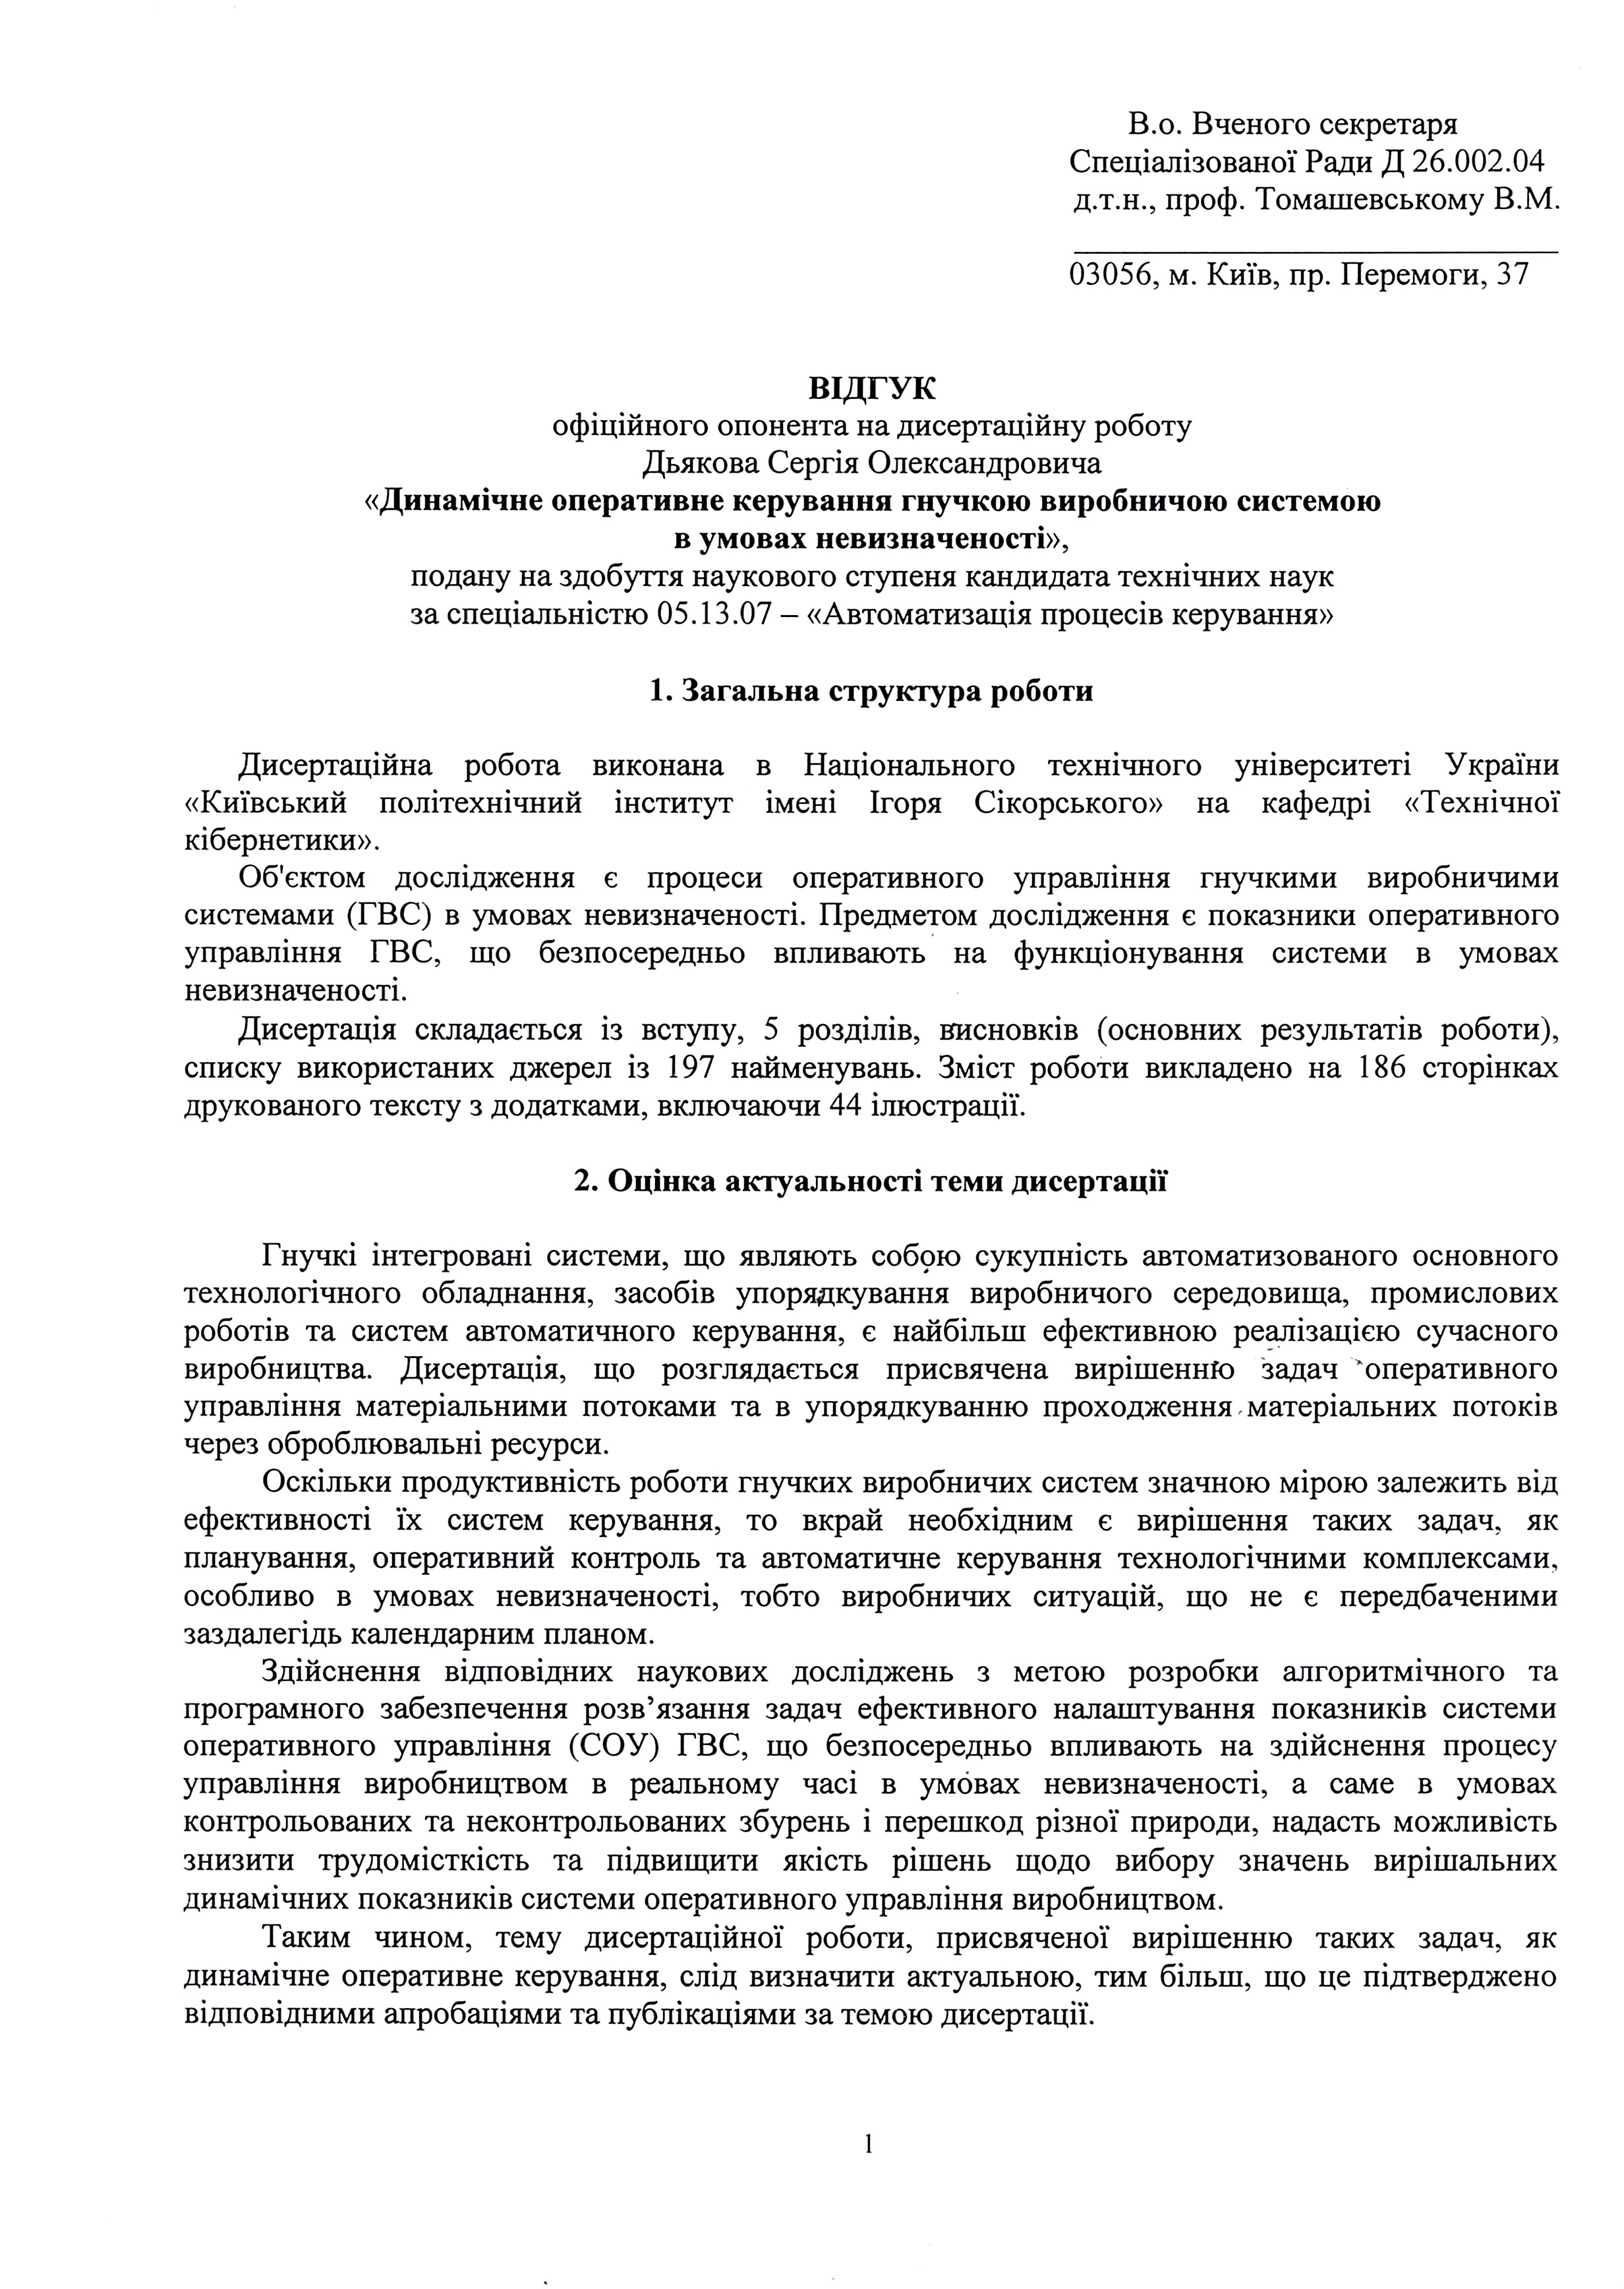 В.о. Вченого секретаря
Спеціалізованої Ради Д 26.002.04
д.т.н., проф. Томашевському В.М.
03056, м. Київ, пр. Перемоги, 37
ВІДГУК
офіційного опонента на дисертаційну роботу
Дьякова Сергія Олександровича
«Динамічне оперативне керування гнучкою виробничою системою
в умовах невизначеності»,
подану на здобуття наукового ступеня кандидата технічних наук
за спеціальністю 05.13.07 – «Автоматизація процесів керування»
1. Загальна структура роботи
Дисертаційна робота виконана в Національного технічного університеті України
«Київський політехнічний інститут імені Ігоря Сікорського» на кафедрі «Технічної
кібернетики».
Об'єктом дослідження є процеси оперативного управління гнучкими виробничими
системами (ГВС) в умовах невизначеності. Предметом дослідження є показники оперативного
управління ГВС, що безпосередньо впливають на функціонування системи в умовах
невизначеності.
Дисертація складається із вступу, 5 розділів, висновків (основних результатів роботи),
списку використаних джерел із 197 найменувань. Зміст роботи викладено на 186 сторінках
друкованого тексту з додатками, включаючи 44 ілюстрації.
2. Оцінка актуальності теми дисертації
Гнучкі інтегровані системи, що являють собою сукупність автоматизованого основного
технологічного обладнання, засобів упорядкування виробничого середовища, промислових
роботів та систем автоматичного керування, є найбільш ефективною реалізацією сучасного
виробництва. Дисертація, що розглядається присвячена вирішенню задач оперативного
управління матеріальними потоками та в упорядкуванню проходження матеріальних потоків
через оброблювальні ресурси.
Оскільки продуктивність роботи гнучких виробничих систем значною мірою залежить від
ефективності їх систем керування, то вкрай необхідним є вирішення таких задач, як
планування, оперативний контроль та автоматичне керування технологічними комплексами,
особливо в умовах невизначеності, тобто виробничих ситуацій, що не є передбаченими
заздалегідь календарним планом.
Здійснення відповідних наукових досліджень з метою розробки алгоритмічного та
програмного забезпечення розв’язання задач ефективного налаштування показників системи
оперативного управління (СОУ) ГВС, що безпосередньо впливають на здійснення процесу
управління виробництвом в реальному часі в умовах невизначеності, а саме в умовах
контрольованих та неконтрольованих збурень і перешкод різної природи, надасть можливість
знизити трудомісткість та підвищити якість рішень щодо вибору значень вирішальних
динамічних показників системи оперативного управління виробництвом.
Таким чином, тему дисертаційної роботи, присвяченої вирішенню таких задач, як
динамічне оперативне керування, слід визначити актуальною, тим більш, що це підтверджено
відповідними апробаціями та публікаціями за темою дисертації.
1